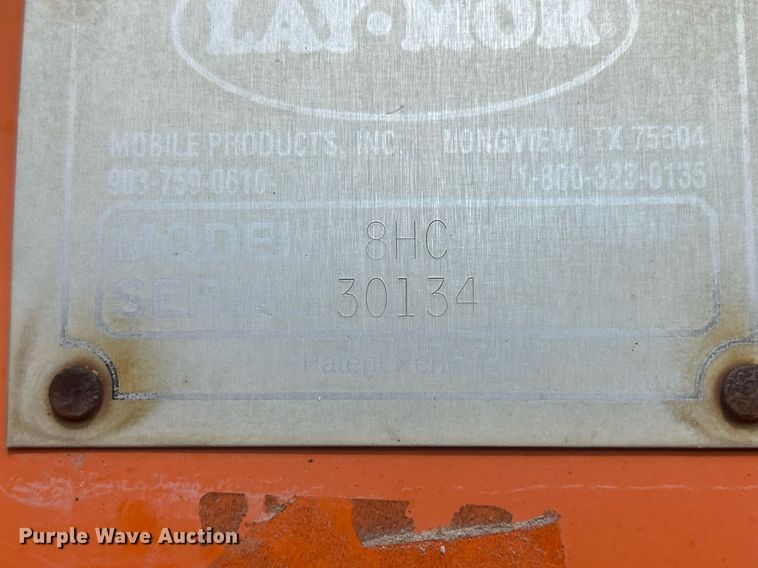 LAY-MOR
MOBILE PRODUCTS, INC. LONGVIEW, TX 75604
903-759-0610 1-800-323-0135
MODEL 8HC
SERIAL 30134
Patent Pending
Purple Wave Auction